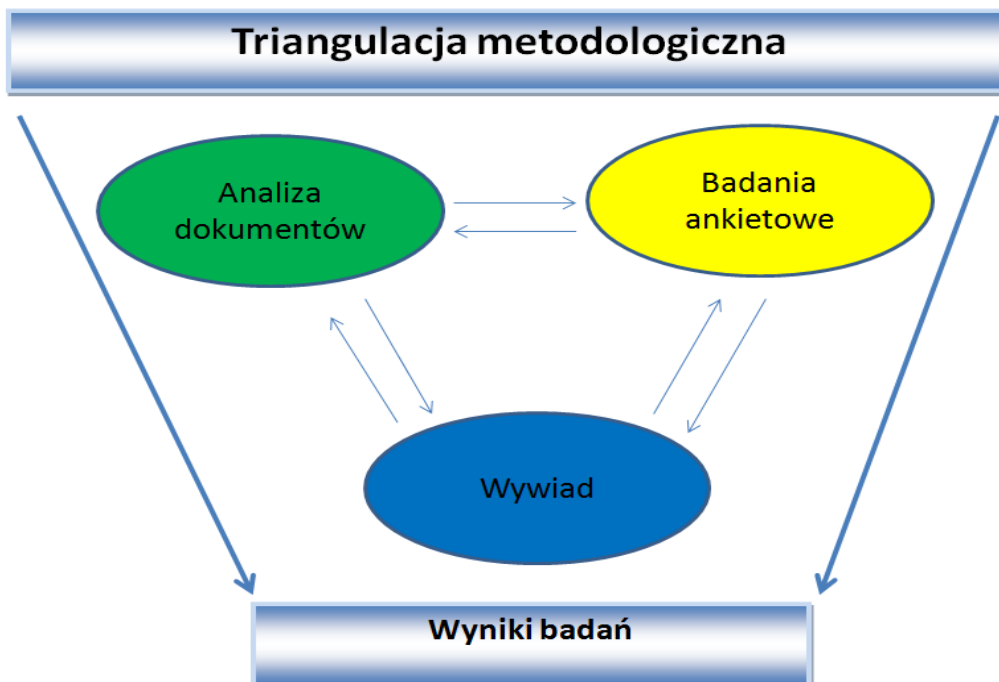 Triangulacja metodologiczna
Analiza
dokumentów
Badania
ankietowe
Wywiad
Wyniki badań